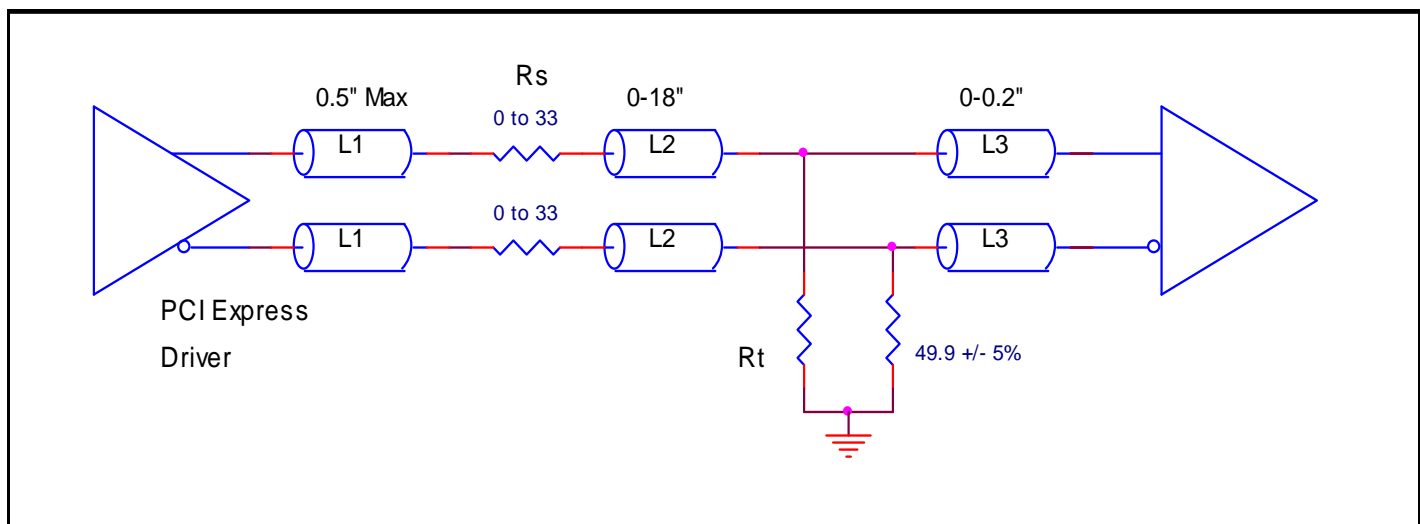 Rs
0.5" Max
0-18"
0-0.2"
0 to 33
L1
L2
L3
0 to 33
L1
L2
L3
PCI Express
Driver
Rt
49.9 +/- 5%